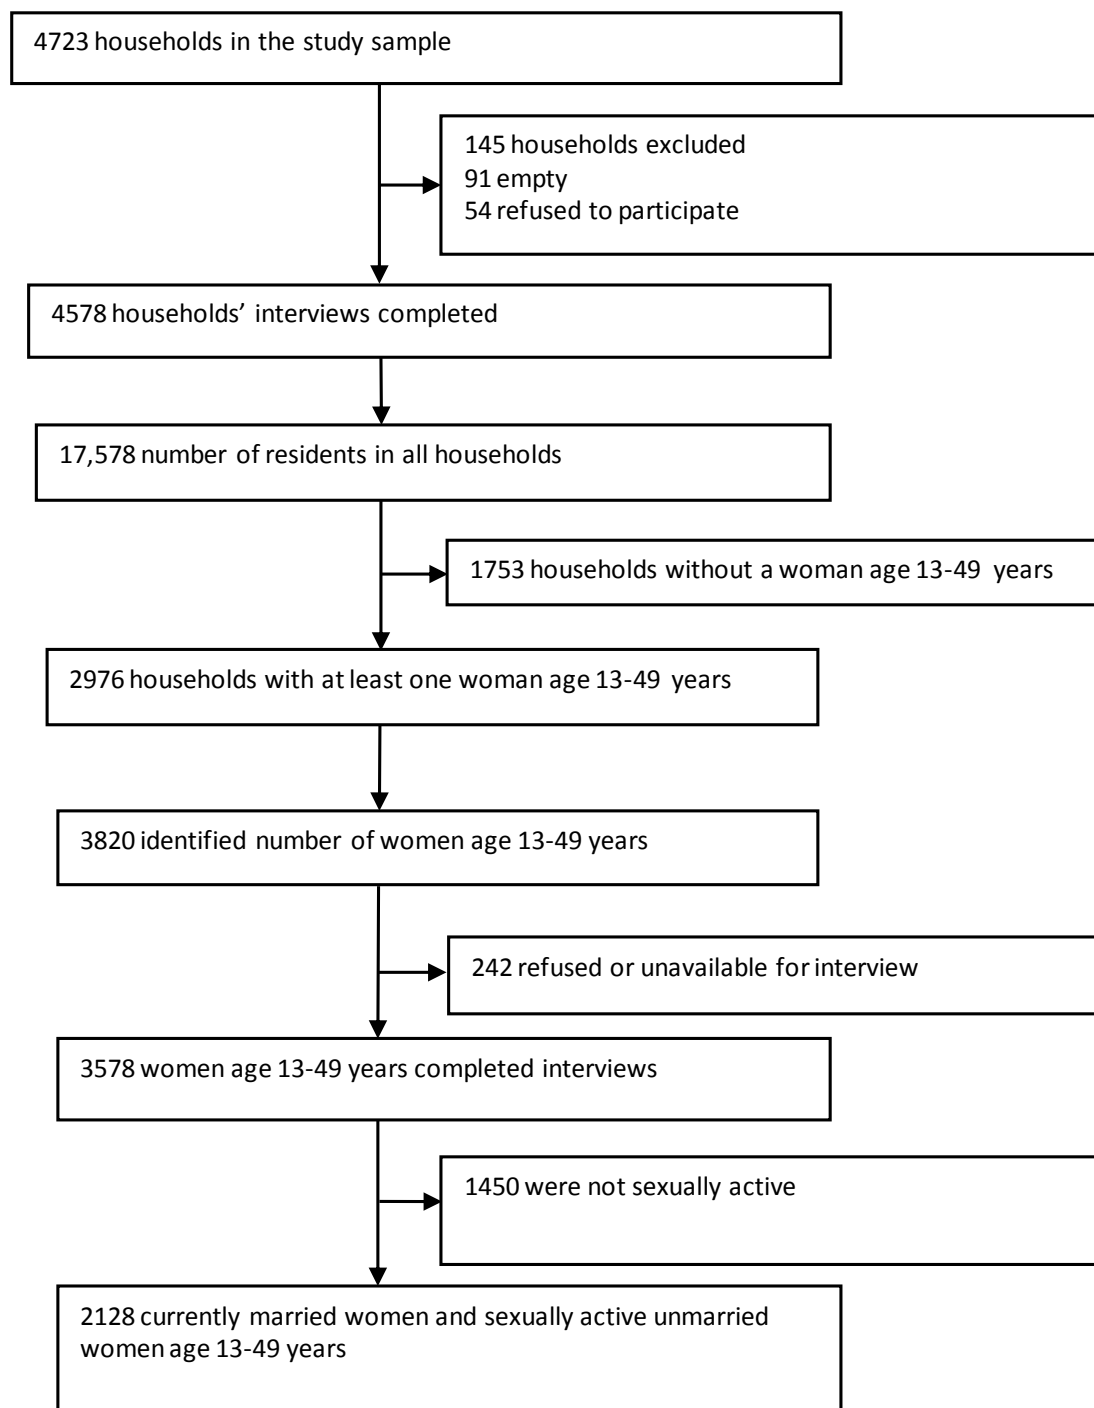 4723 households in the study sample
145 households excluded
91 empty
54 refused to participate
4578 households’ interviews completed
17,578 number of residents in all households
1753 households without a woman age 13-49 years
2976 households with at least one woman age 13-49 years
3820 identified number of women age 13-49 years
242 refused or unavailable for interview
3578 women age 13-49 years completed interviews
1450 were not sexually active
2128 currently married women and sexually active unmarried
women age 13-49 years